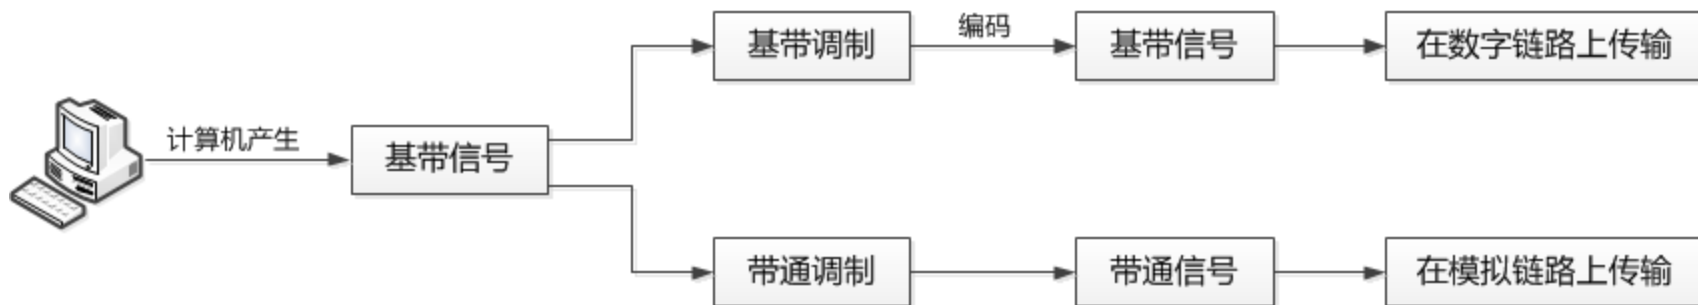 基带调制
编码
基带信号
在数字链路上传输
计算机产生
基带信号
带通调制
带通信号
在模拟链路上传输